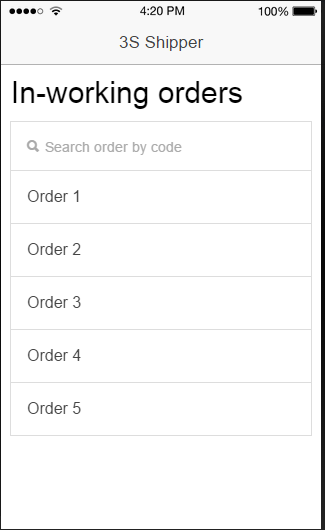 4:20 PM 100%
3S Shipper
In-working orders
Search order by code
Order 1
Order 2
Order 3
Order 4
Order 5